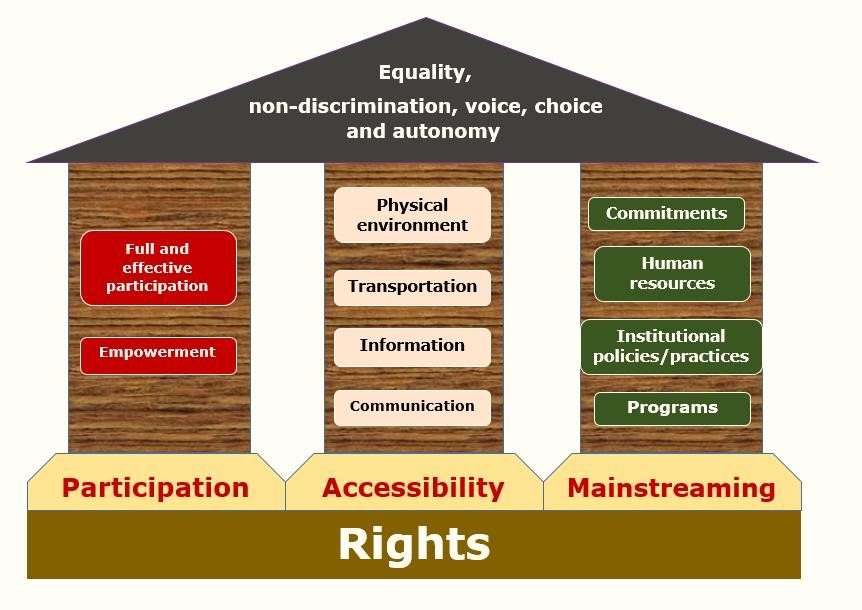 Equality,
non-discrimination, voice, choice
and autonomy
Full and
effective
participation
Empowerment
Physical
environment
Transportation
Information
Communication
Commitments
Human
resources
Institutional
policies/practices
Programs
Participation
Accessibility
Mainstreaming
Rights